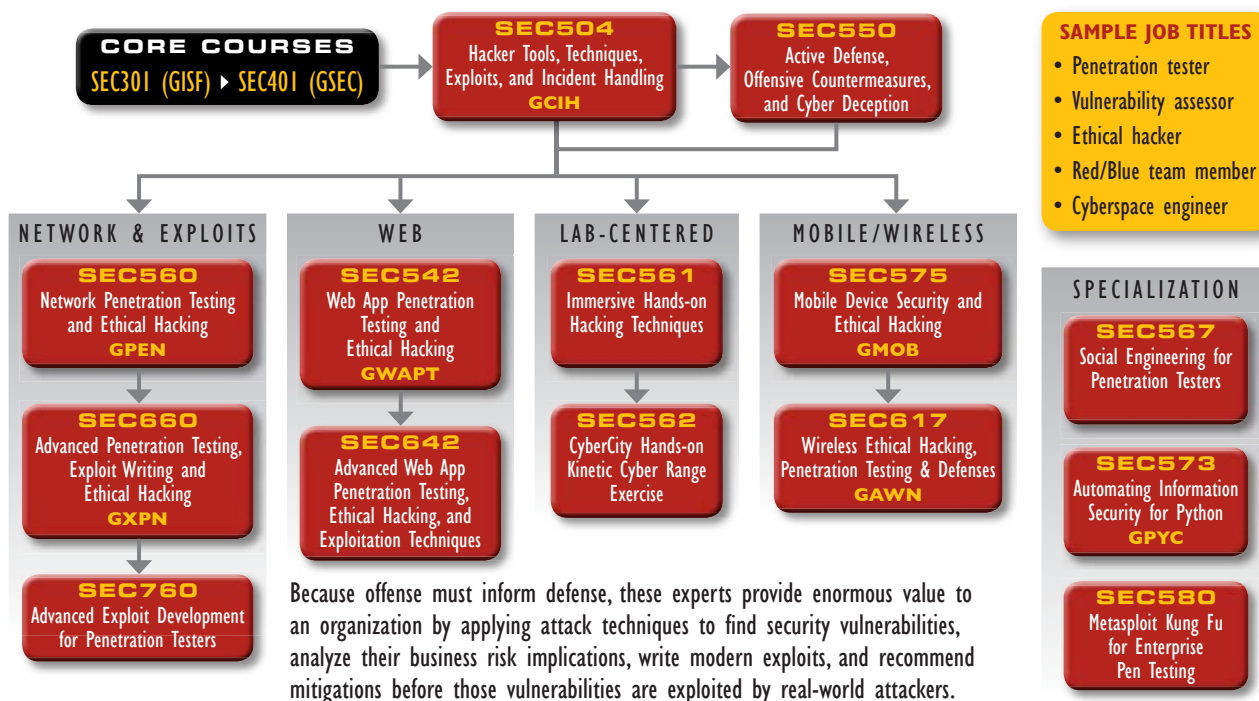 CORE COURSES
SEC301 (GISF) ▸ SEC401 (GSEC)
SEC504
Hacker Tools, Techniques,
Exploits, and Incident Handling
GCIH
SEC550
Active Defense,
Offensive Countermeasures,
and Cyber Deception
SAMPLE JOB TITLES
• Penetration tester
• Vulnerability assessor
• Ethical hacker
• Red/Blue team member
• Cyberspace engineer
NETWORK & EXPLOITS
SEC560
Network Penetration Testing
and Ethical Hacking
GPEN
SEC660
Advanced Penetration Testing,
Exploit Writing and
Ethical Hacking
GXPN
SEC760
Advanced Exploit Development
for Penetration Testers
WEB
SEC542
Web App Penetration
Testing and
Ethical Hacking
GWAPT
SEC642
Advanced Web App
Penetration Testing,
Ethical Hacking, and
Exploitation Techniques
LAB-CENTERED
SEC561
Immersive Hands-on
Hacking Techniques
SEC562
CyberCity Hands-on
Kinetic Cyber Range
Exercise
MOBILE/WIRELESS
SEC575
Mobile Device Security and
Ethical Hacking
GMOB
SEC617
Wireless Ethical Hacking,
Penetration Testing & Defenses
GAWN
SPECIALIZATION
SEC567
Social Engineering for
Penetration Testers
SEC573
Automating Information
Security for Python
GPYC
SEC580
Metasploit Kung Fu
for Enterprise
Pen Testing
Because offense must inform defense, these experts provide enormous value to
an organization by applying attack techniques to find security vulnerabilities,
analyze their business risk implications, write modern exploits, and recommend
mitigations before those vulnerabilities are exploited by real-world attackers.